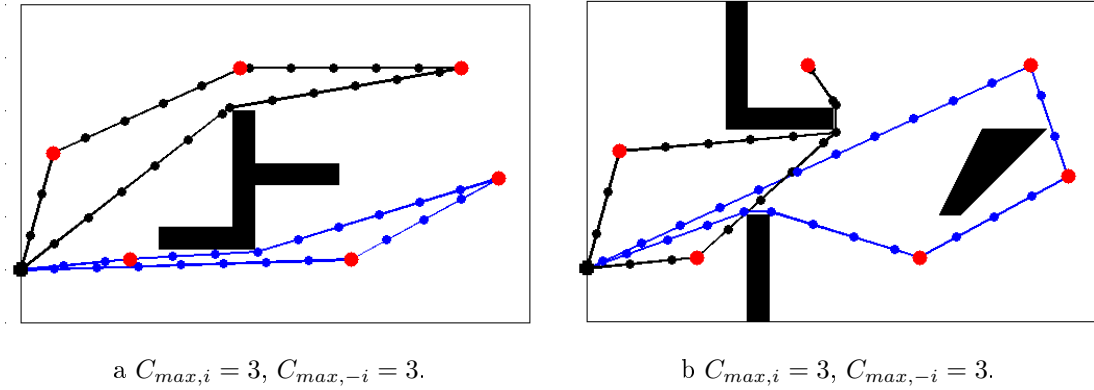 a C_{max,i} = 3, C_{max,-i} = 3.
b C_{max,i} = 3, C_{max,-i} = 3.